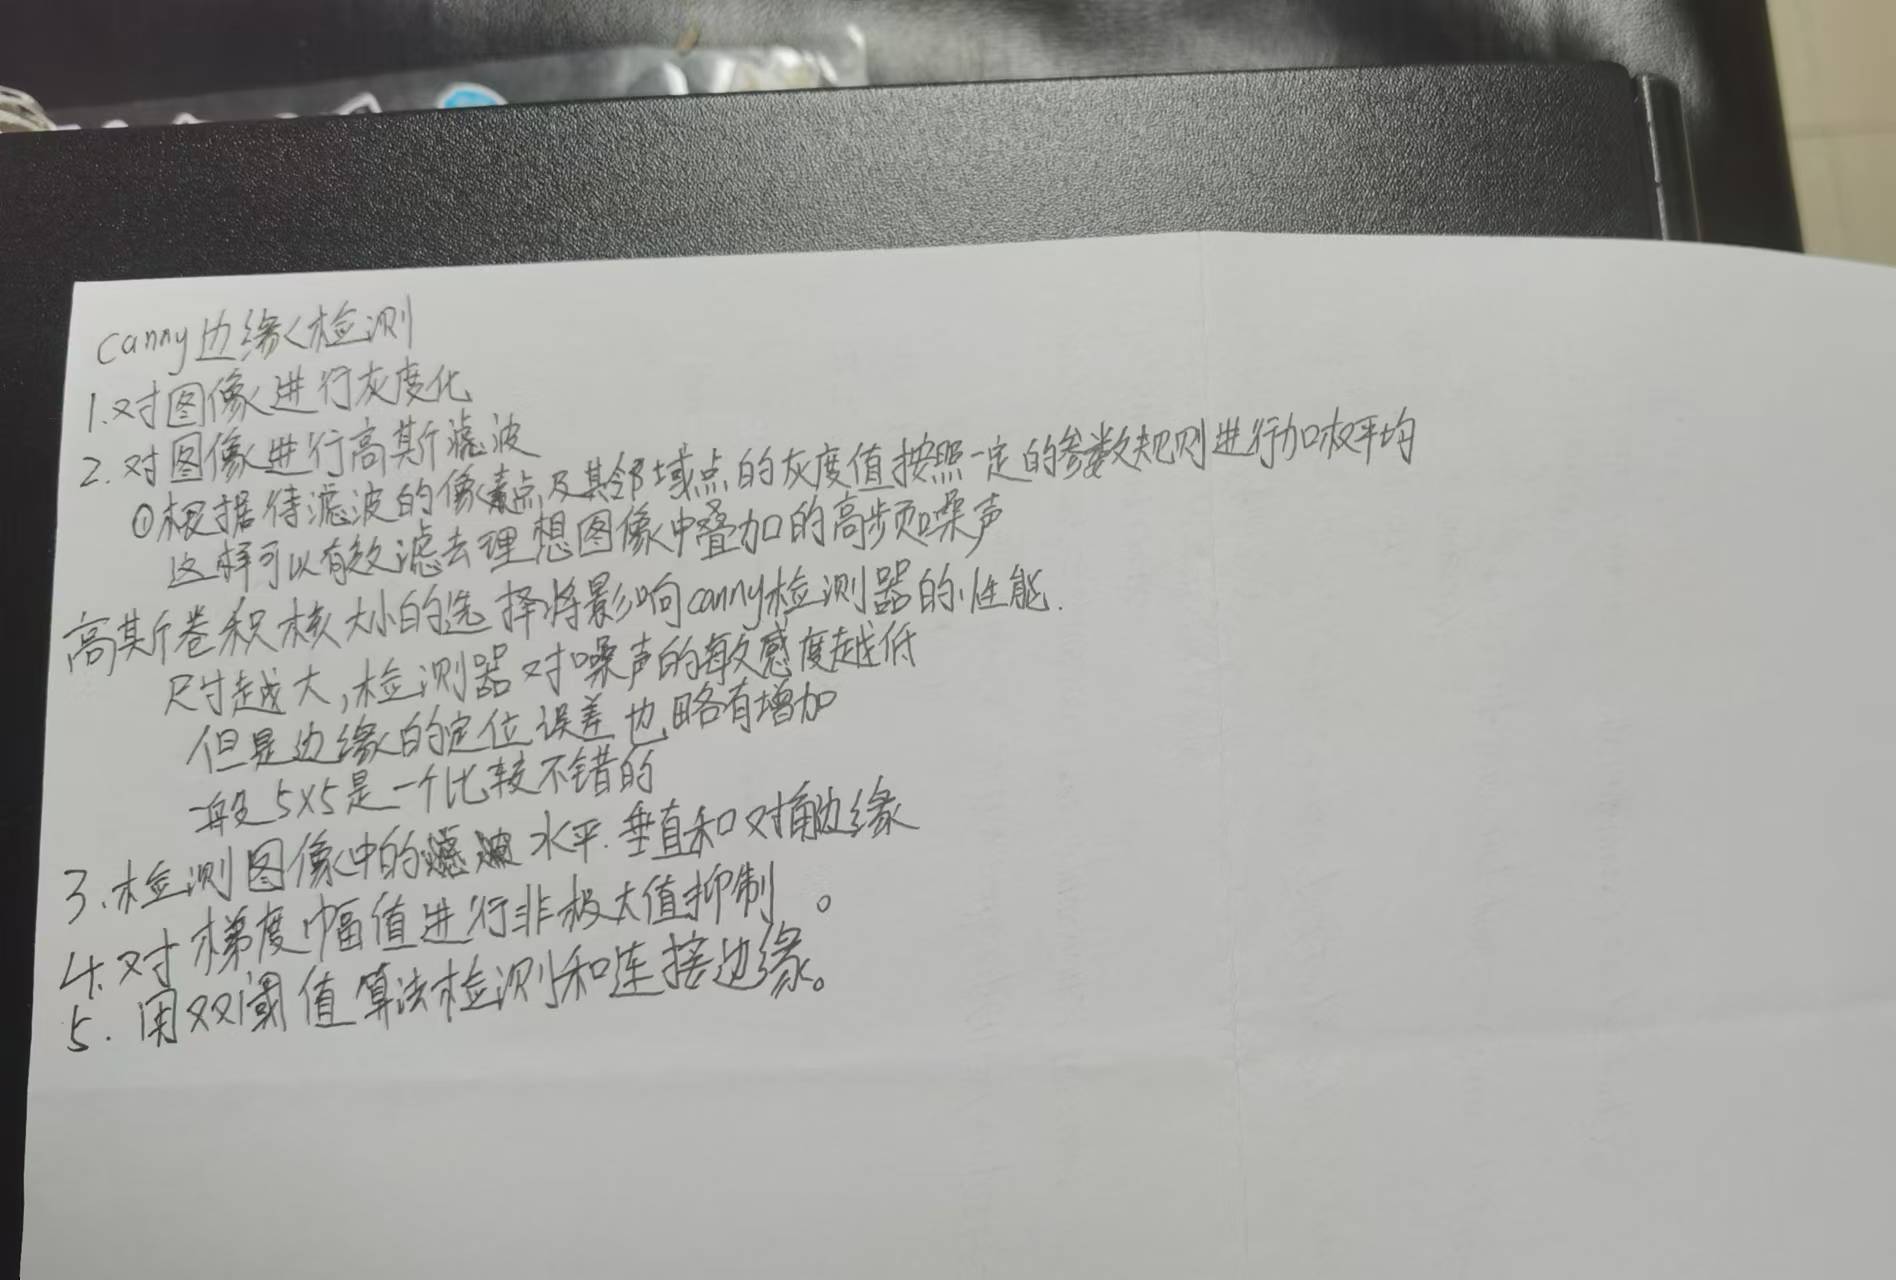 canny边缘检测
1.对图像进行灰度化
2.对图像进行高斯滤波
①根据待滤波的像素点及其邻域点的灰度值按照一定的参数规则进行加权平均
这样可以有效滤去理想图像中叠加的高频噪声
高斯卷积核大小的选择将影响canny检测器的性能.
尺寸越大,检测器对噪声的敏感度越低
但是边缘的定位误差也略有增加
一般5×5是一个比较不错的
3.检测图像中的水平.垂直和对角边缘
4.对梯度幅值进行非极大值抑制。
5.用双阈值算法检测和连接边缘。